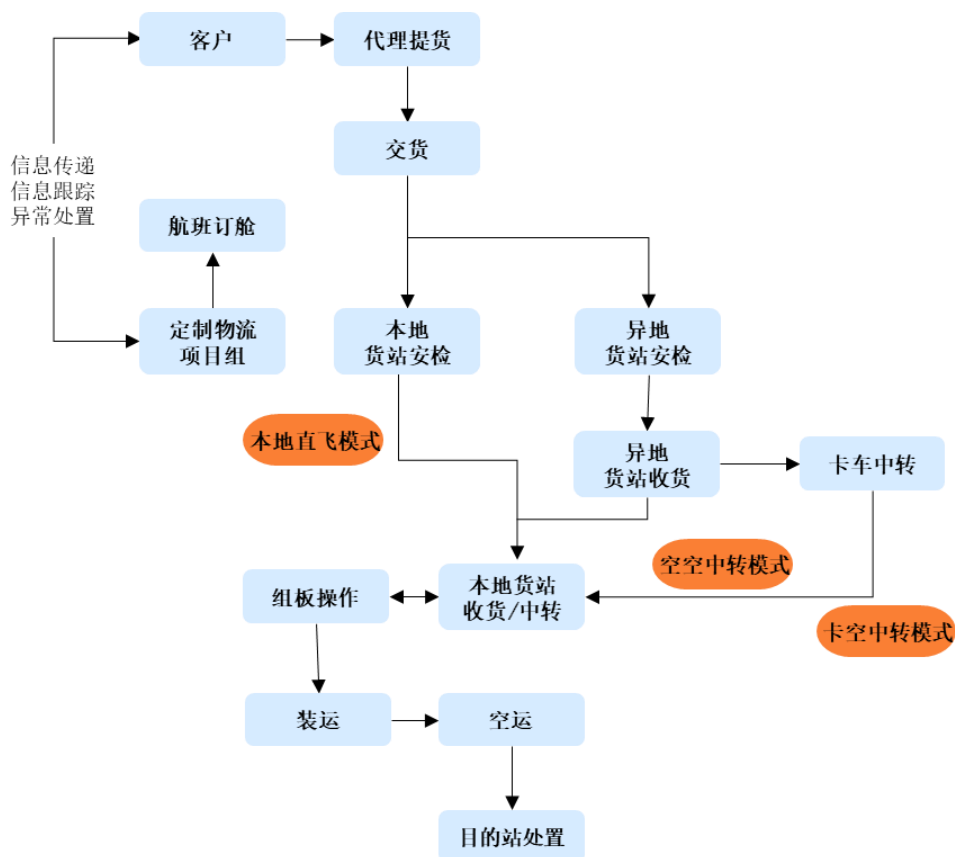 客户
代理提货
交货
信息传递
信息跟踪
异常处置
航班订舱
定制物流
项目组
本地
货站安检
异地
货站安检
本地直飞模式
异地
货站收货
卡车中转
空空中转模式
组板操作
本地货站
收货/中转
卡空中转模式
装运
空运
目的站处置